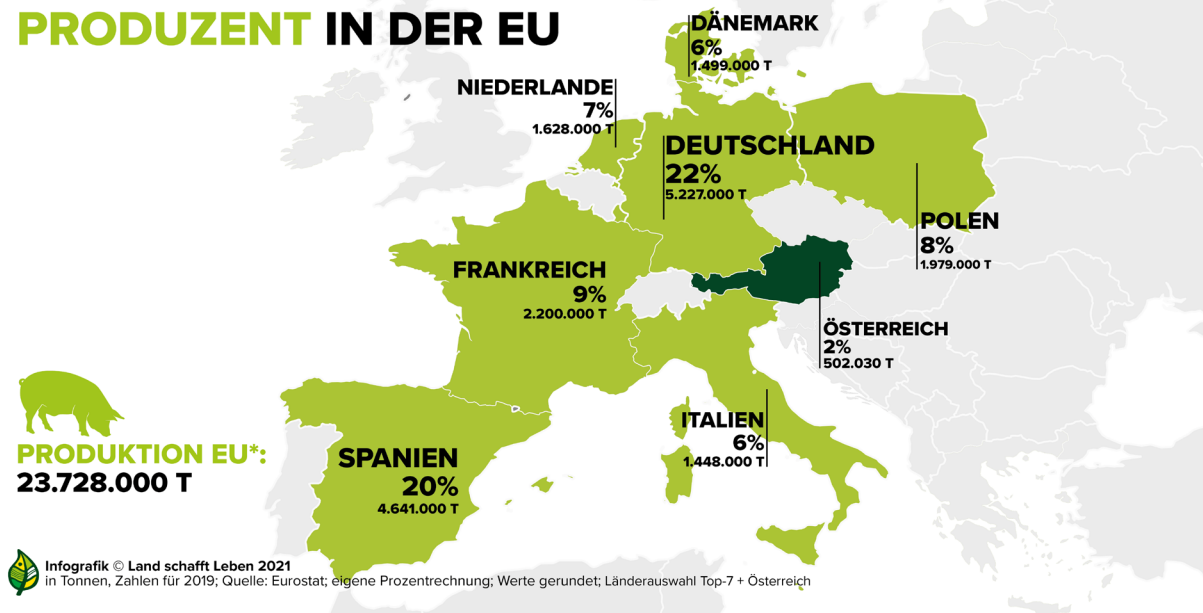 PRODUZENT IN DER EU
DÄNEMARK
6%
1.499.000 T
NIEDERLANDE
7%
1.628.000 T
DEUTSCHLAND
22%
5.227.000 T
POLEN
8%
1.979.000 T
FRANKREICH
9%
2.200.000 T
ÖSTERREICH
2%
502.030 T
ITALIEN
6%
1.448.000 T
SPANIEN
20%
4.641.000 T
PRODUKTION EU*:
23.728.000 T
Infografik © Land schafft Leben 2021
in Tonnen, Zahlen für 2019; Quelle: Eurostat; eigene Prozentrechnung; Werte gerundet; Länderauswahl Top-7 + Österreich